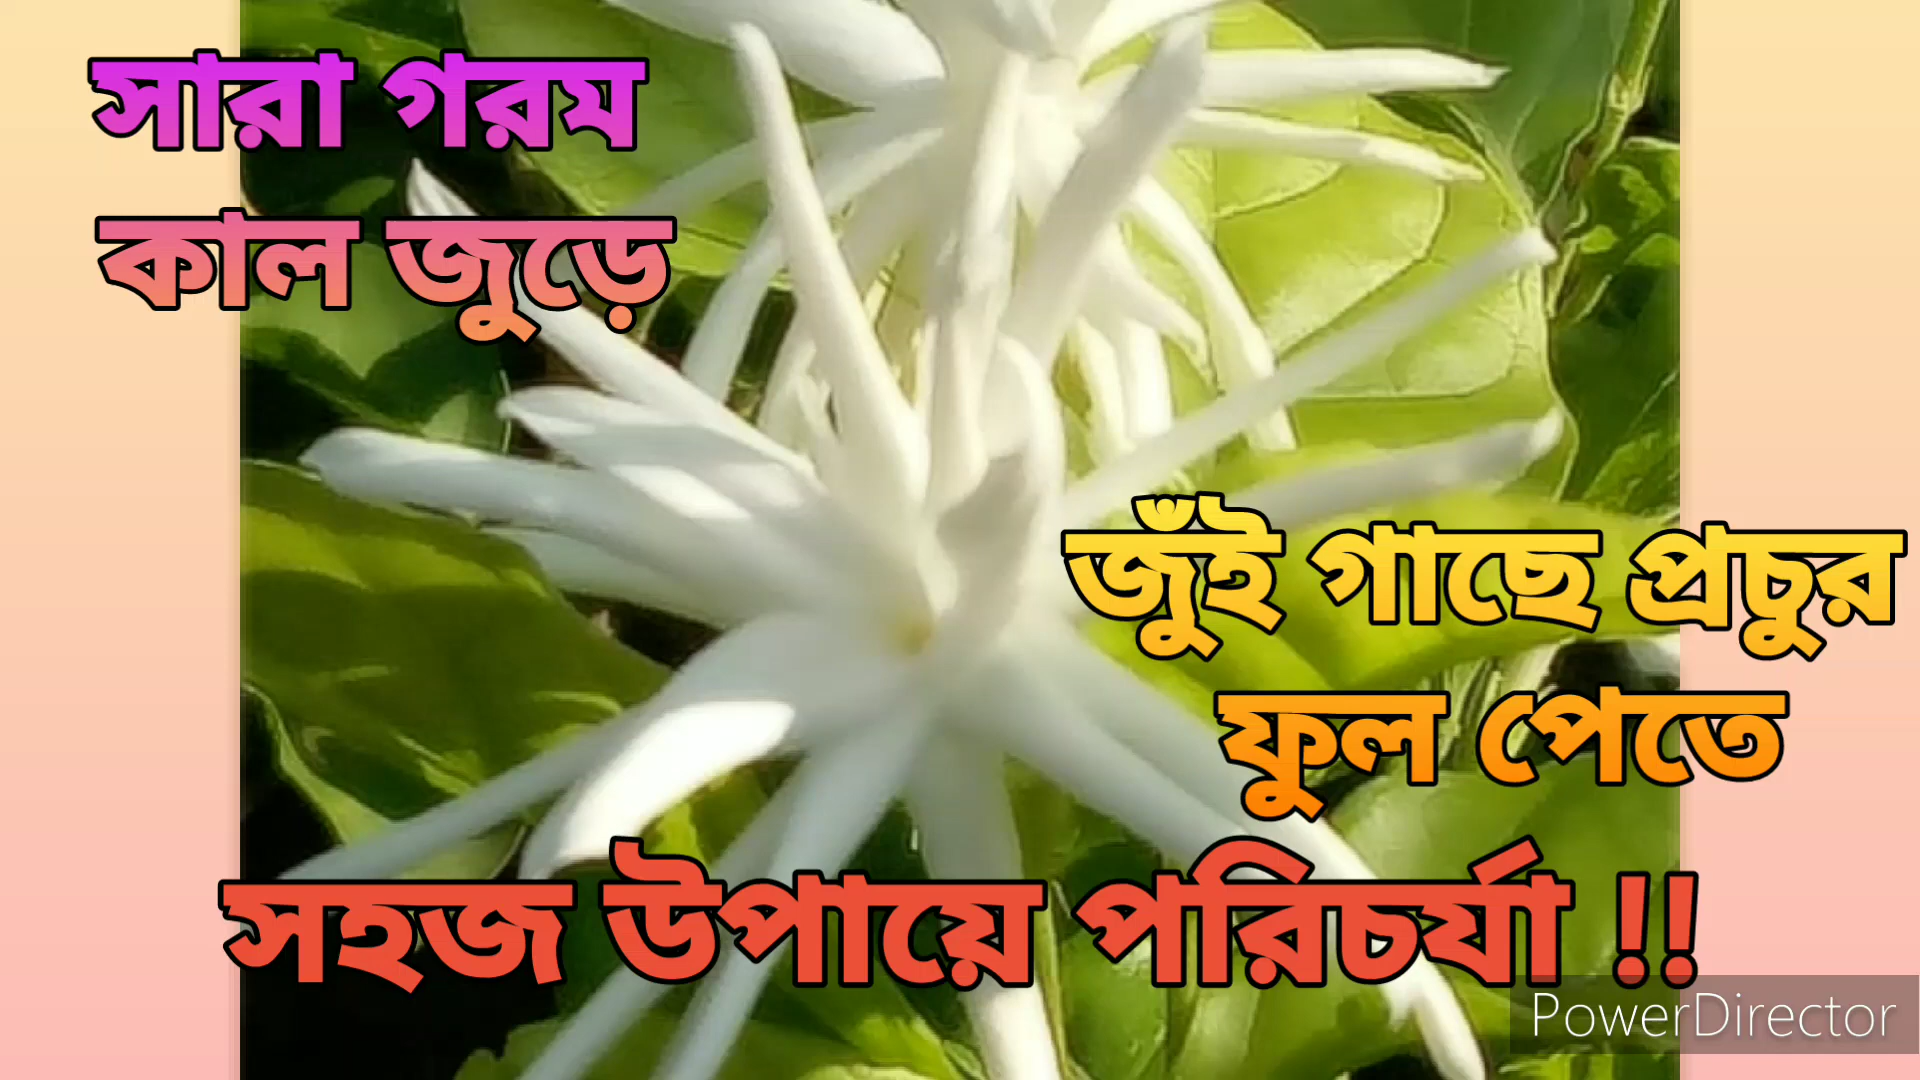 সারা গরম
কাল জুড়ে
জুঁই গাছে প্রচুর
ফুল পেতে
সহজ উপায়ে পরিচর্যা !!
PowerDirector